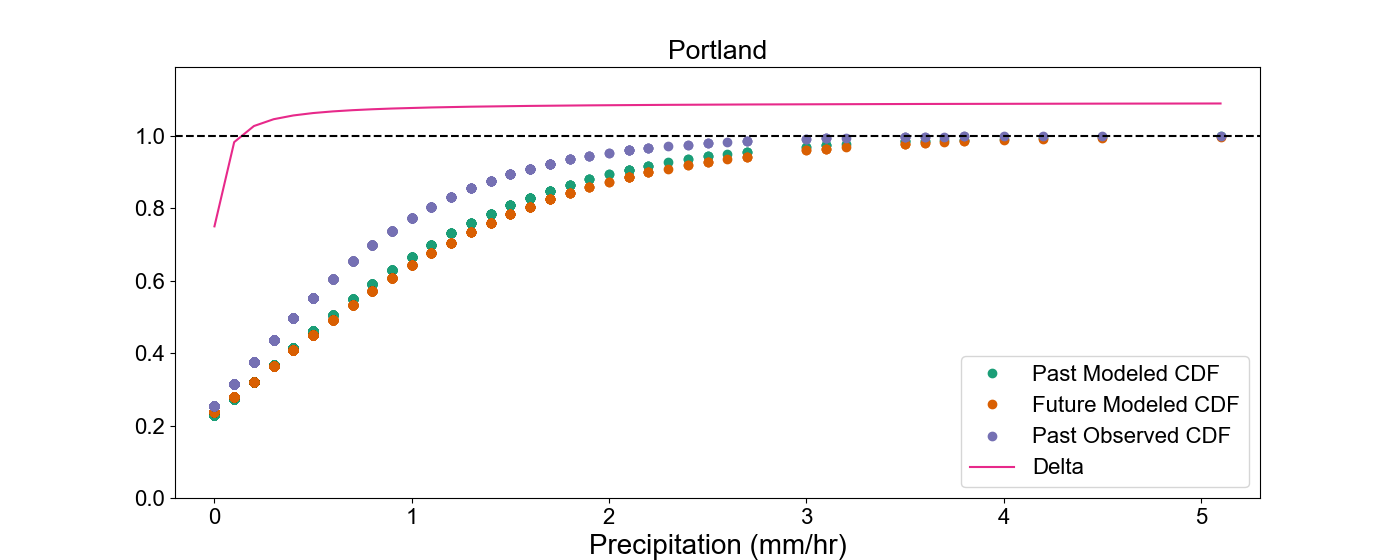 Portland
1.0
0.8
0.6
0.4
0.2
0.0
Past Modeled CDF
Future Modeled CDF
Past Observed CDF
Delta
0 1 2 3 4 5
Precipitation (mm/hr)